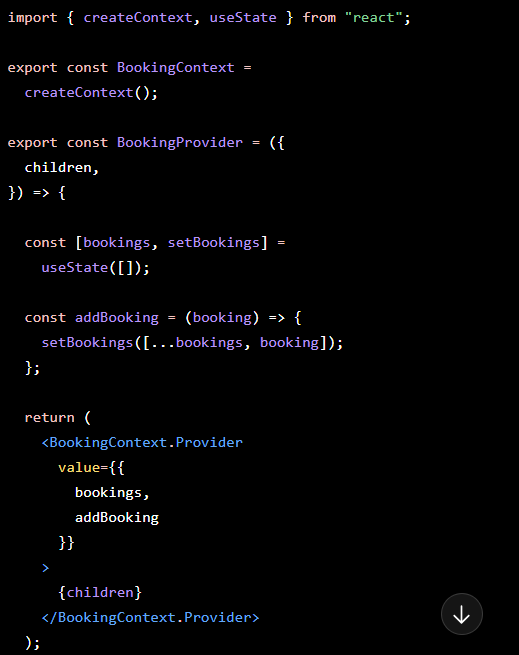 import { createContext, useState } from "react";
export const BookingContext =
createContext();
export const BookingProvider = ({
children,
}) => {
const [bookings, setBookings] =
useState([]);
const addBooking = (booking) => {
setBookings([...bookings, booking]);
};
return (
<BookingContext.Provider
value={{
bookings,
addBooking
}}
>
{children}
</BookingContext.Provider>
);